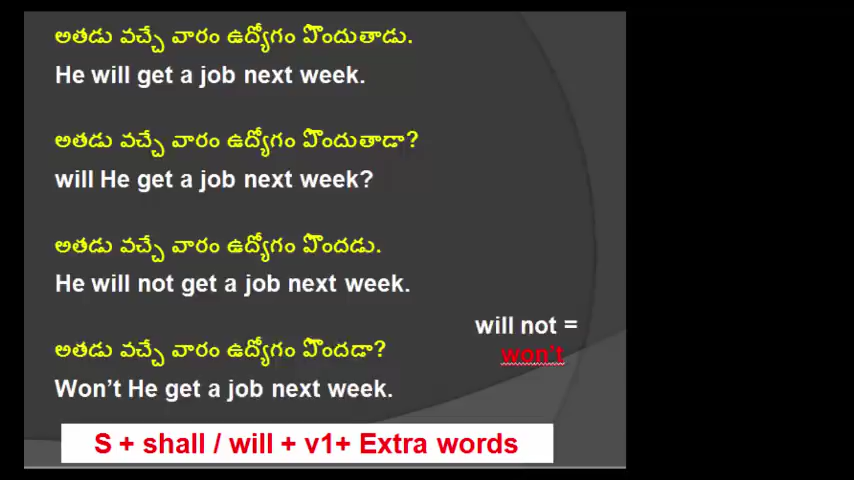 అతడు వచ్చే వారం ఉద్యోగం పొందుతాడు.
He will get a job next week.
అతడు వచ్చే వారం ఉద్యోగం పొందుతాడా?
will He get a job next week?
అతడు వచ్చే వారం ఉద్యోగం పొందడు.
He will not get a job next week.
will not =
won't
అతడు వచ్చే వారం ఉద్యోగం పొందడా?
Won't He get a job next week.
S + shall / will + v1+ Extra words